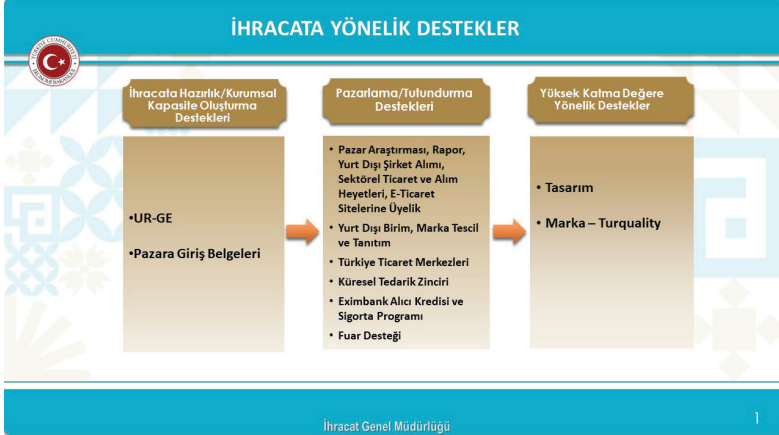 İHRACATA YÖNELİK DESTEKLER
İhracata Hazırlık/Kurumsal
Kapasite Oluşturma
Destekleri
•UR-GE
•Pazara Giriş Belgeleri
Pazarlama/Tutundurma
Destekleri
• Pazar Araştırması, Rapor,
Yurt Dışı Şirket Alımı,
Sektörel Ticaret ve Alım
Heyetleri, E-Ticaret
Sitelerine Üyelik
• Yurt Dışı Birim, Marka Tescil
ve Tanıtım
• Türkiye Ticaret Merkezleri
• Küresel Tedarik Zinciri
• Eximbank Alıcı Kredisi ve
Sigorta Programı
• Fuar Desteği
Yüksek Katma Değere
Yönelik Destekler
• Tasarım
• Marka – Turquality
İhracat Genel Müdürlüğü
1